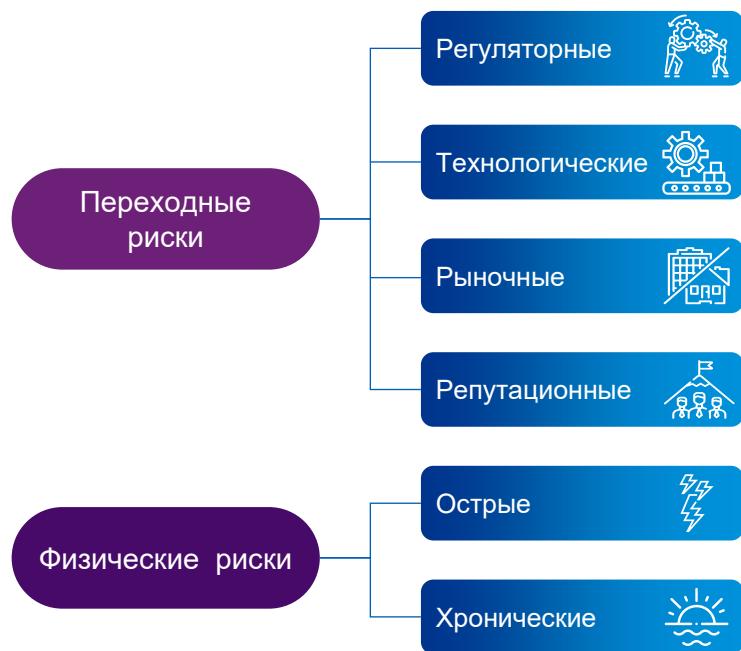 Переходные
риски
Регуляторные
Технологические
Рыночные
Репутационные
Физические риски
Острые
Хронические